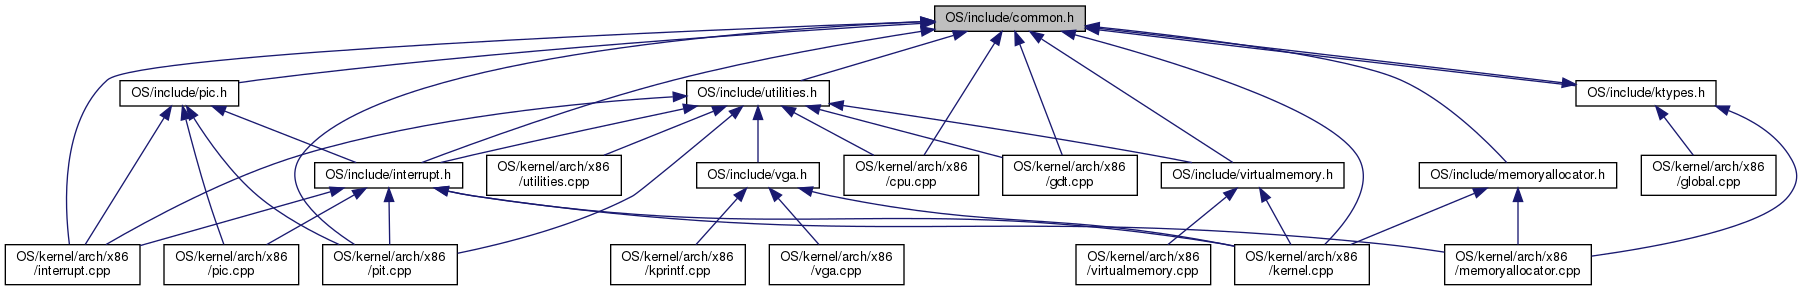 OS/include/common.h
OS/include/pic.h
OS/include/utilities.h
OS/include/ktypes.h
OS/include/interrupt.h
OS/kernel/arch/x86
/utilities.cpp
OS/include/vga.h
OS/kernel/arch/x86
/cpu.cpp
OS/kernel/arch/x86
/gdt.cpp
OS/include/virtualmemory.h
OS/include/memoryallocator.h
OS/kernel/arch/x86
/global.cpp
OS/kernel/arch/x86
/interrupt.cpp
OS/kernel/arch/x86
/pic.cpp
OS/kernel/arch/x86
/pit.cpp
OS/kernel/arch/x86
/kprintf.cpp
OS/kernel/arch/x86
/vga.cpp
OS/kernel/arch/x86
/virtualmemory.cpp
OS/kernel/arch/x86
/kernel.cpp
OS/kernel/arch/x86
/memoryallocator.cpp